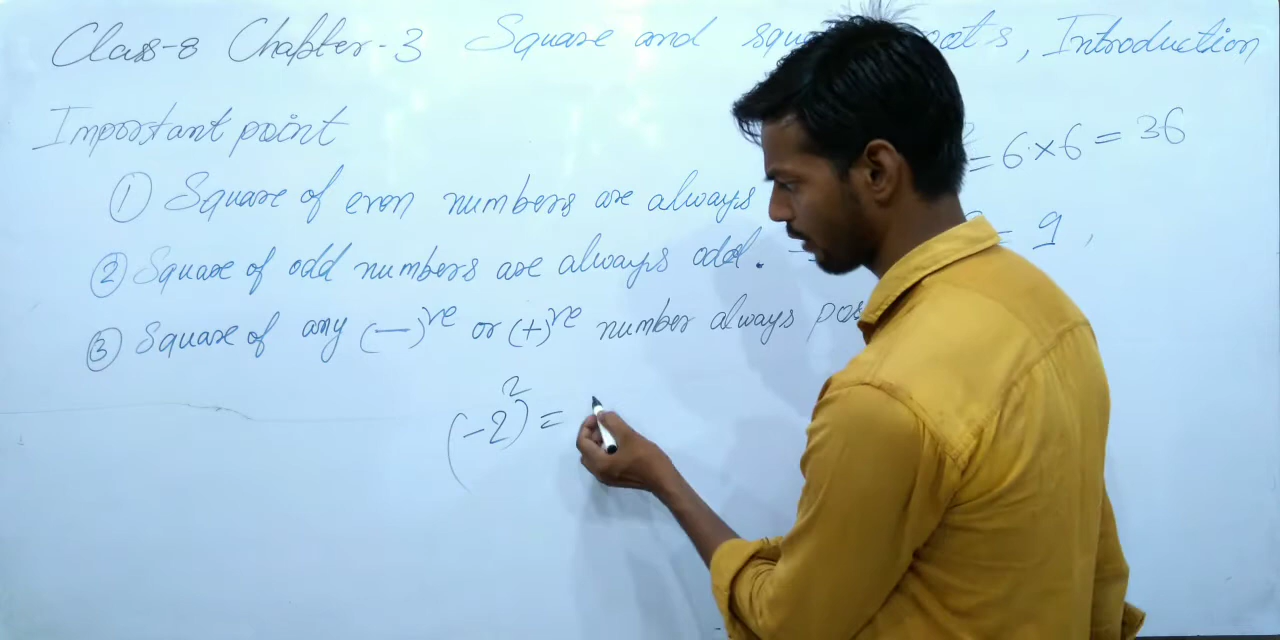 Class-8 Chapter-3 Square and squ oots, Introduction
Important point
① Square of even numbers are always = 6×6 = 36
② Square of odd numbers are always odd. = 9,
③ Square of any (—)ve or (+)ve number always pos
(-2)² =